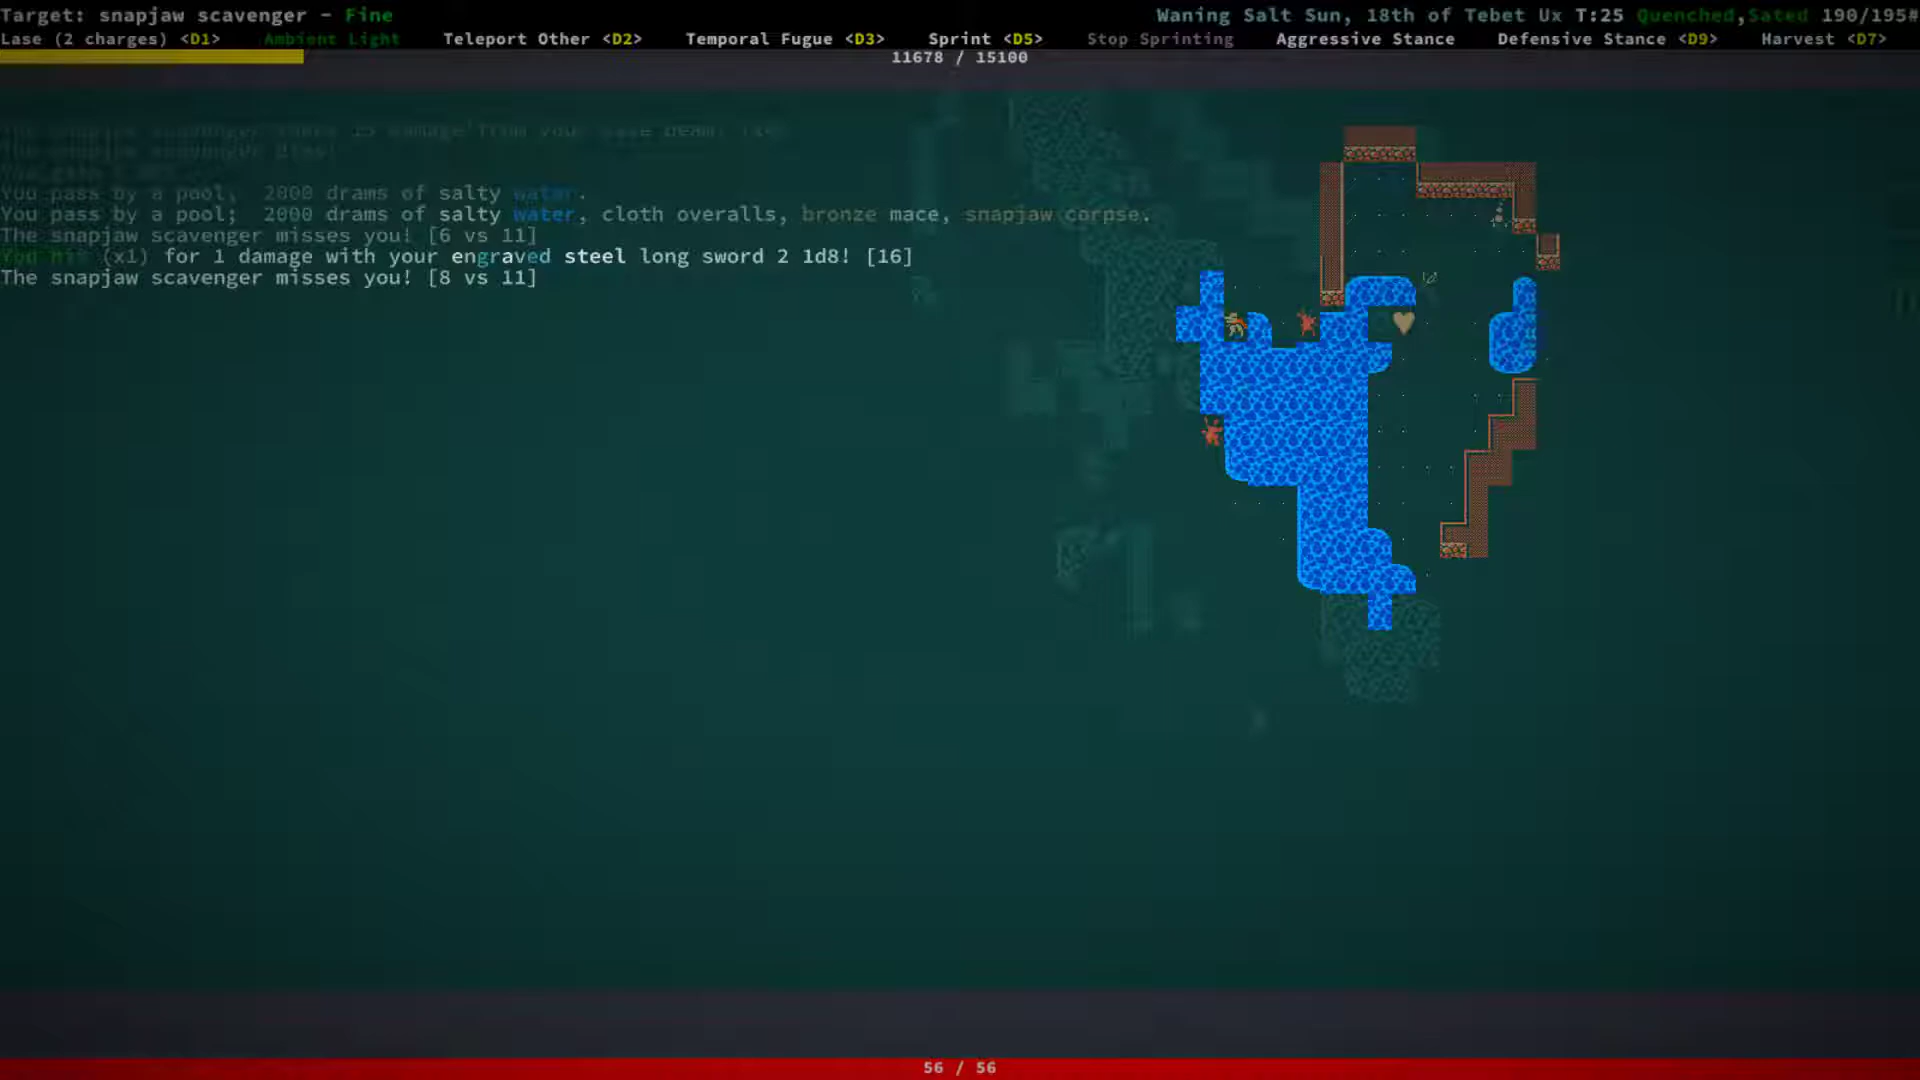 Target: snapjaw scavenger - Fine
Waning Salt Sun, 18th of Tebet Ux T:25 Quenched,Sated 190/195#
Lase (2 charges) <D1> Ambient Light Teleport Other <D2> Temporal Fugue <D3> Sprint <D5> Stop Sprinting Aggressive Stance Defensive Stance <D9> Harvest <D7>
11678 / 15100
The snapjaw scavenger
You pass by a pool; 2000 drams of salty water.
You pass by a pool; 2000 drams of salty water, cloth overalls, bronze mace, snapjaw corpse.
The snapjaw scavenger misses you! [6 vs 11]
You hit (x1) for 1 damage with your engraved steel long sword 2 1d8! [16]
The snapjaw scavenger misses you! [8 vs 11]
56 / 56